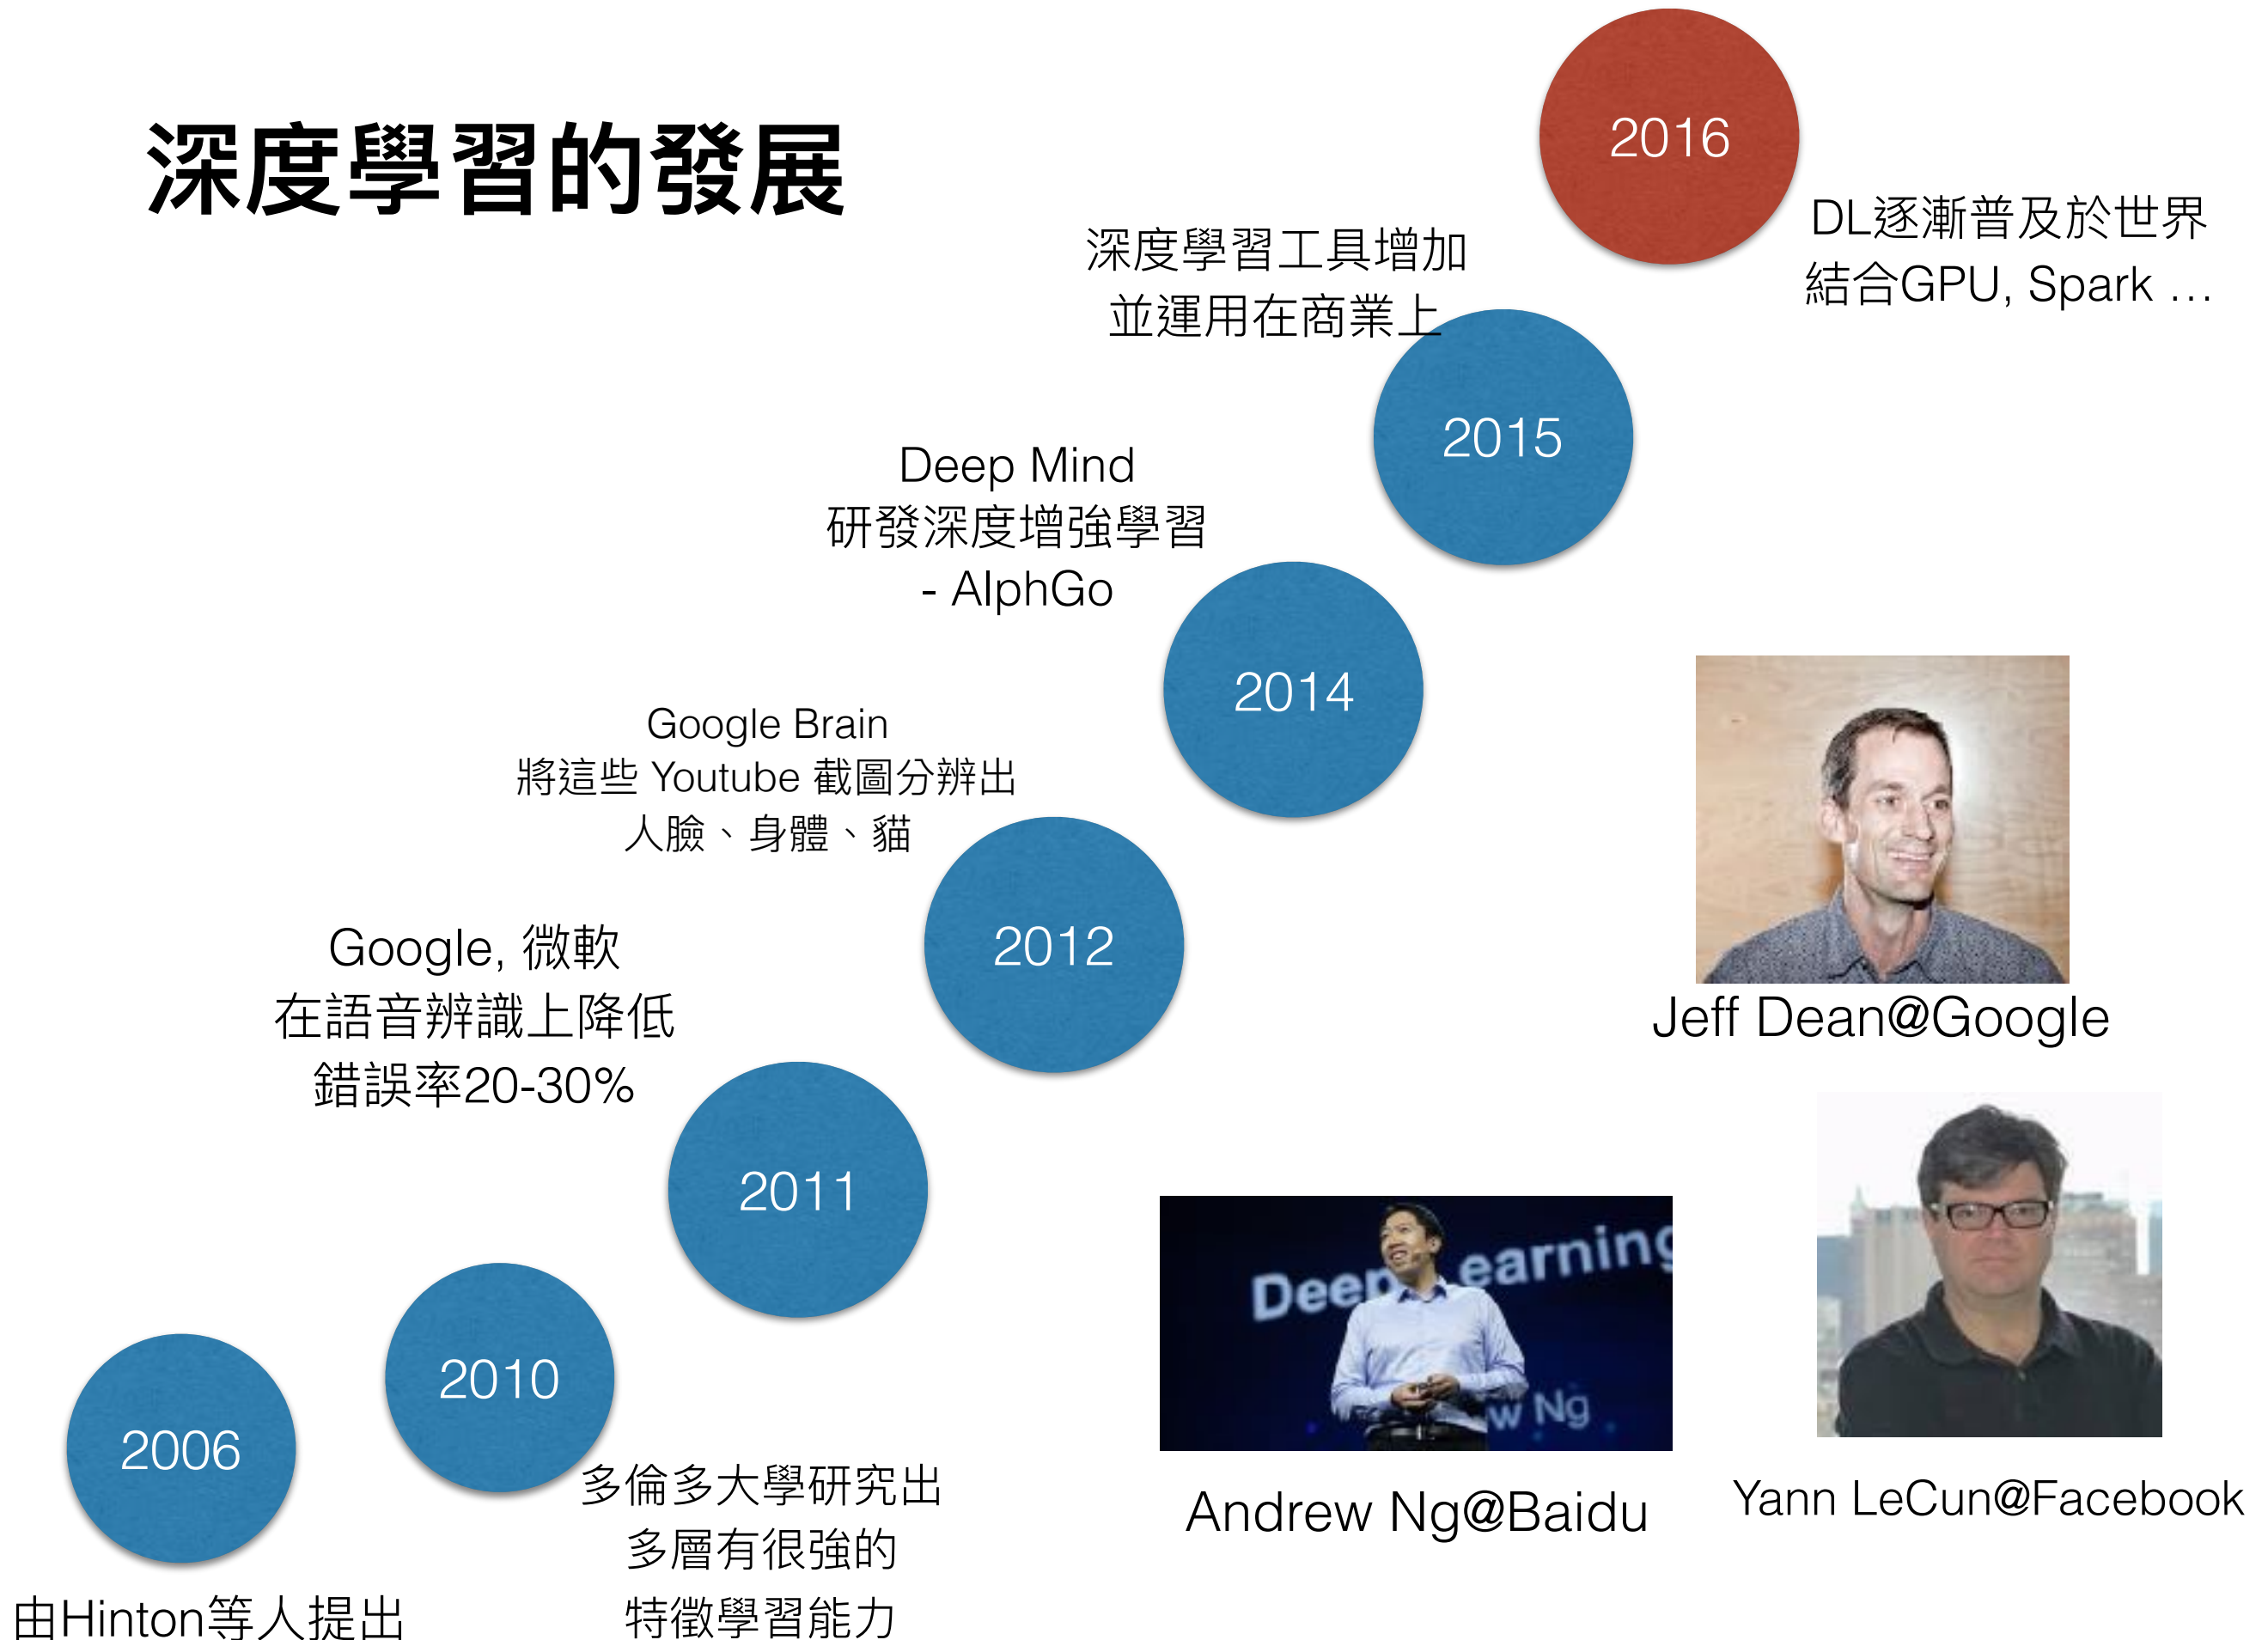 深度學習的發展
2016
DL逐漸普及於世界
結合GPU, Spark …
深度學習工具增加
並運用在商業上
2015
Deep Mind
研發深度增強學習
- AlphGo
2014
Google Brain
將這些 Youtube 截圖分辨出
人臉、身體、貓
2012
Google, 微軟
在語音辨識上降低
錯誤率20-30%
2011
2010
多倫多大學研究出
多層有很強的
特徵學習能力
2006
由Hinton等人提出
Jeff Dean@Google
Deep earning
w Ng
Andrew Ng@Baidu
Yann LeCun@Facebook